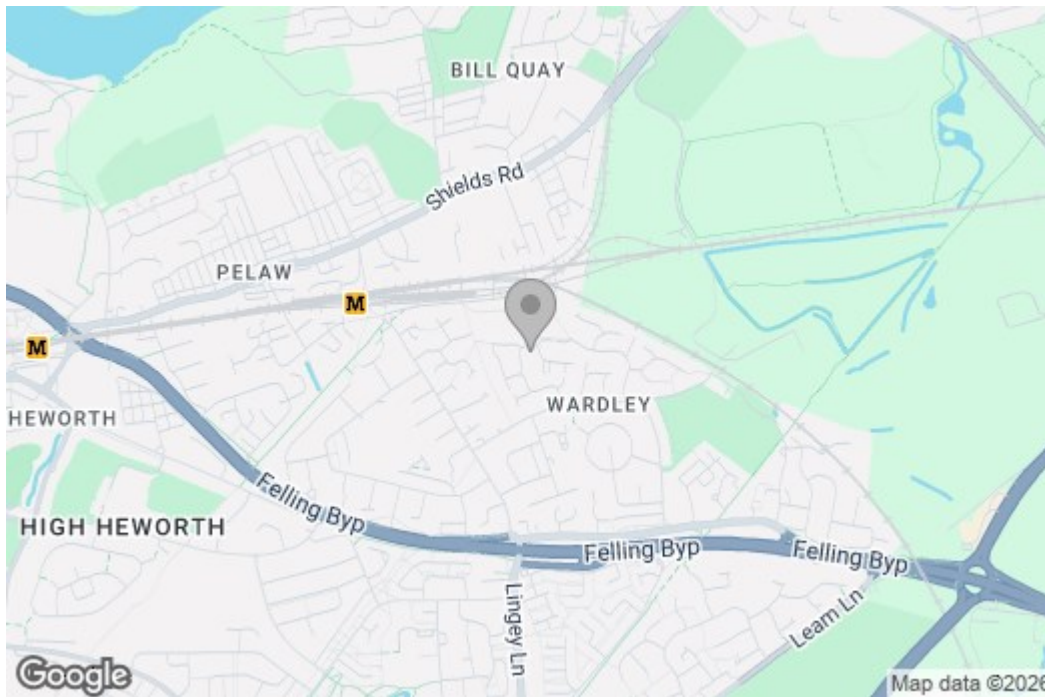 BILL QUAY
Shields Rd
PELAW
M
M
WARDLEY
HEWORTH
Felling Byp
HIGH HEWORTH
Felling Byp
Felling Byp
Lingey Ln
Leam Ln
Google
Map data ©2026